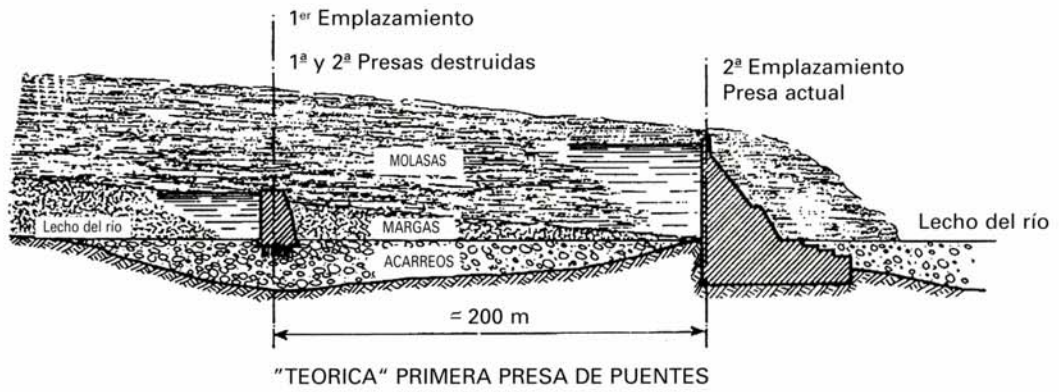 1er Emplazamiento
1ª y 2ª Presas destruidas
2ª Emplazamiento
Presa actual
MOLASAS
Lecho del río
MARGAS
Lecho del río
ACARREOS
≃ 200 m
"TEORICA" PRIMERA PRESA DE PUENTES